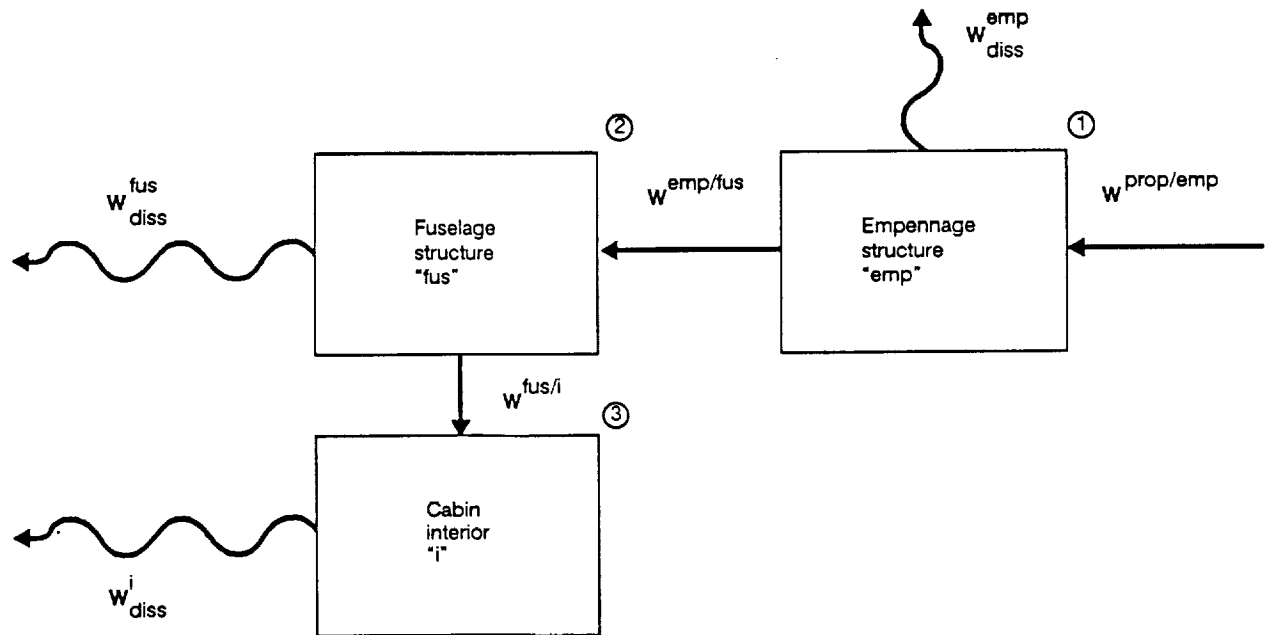 W^emp_diss
②
①
W^fus_diss
W^emp/fus
W^prop/emp
Fuselage
structure
"fus"
Empennage
structure
"emp"
W^fus/i
③
Cabin
interior
"i"
W^i_diss